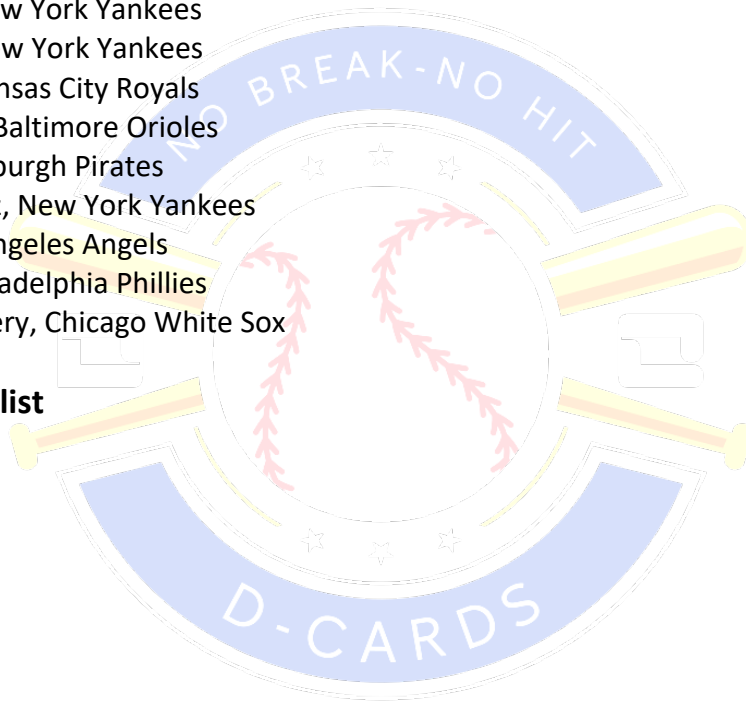 w York Yankees
w York Yankees
nsas City Royals
Baltimore Orioles
burgh Pirates
, New York Yankees
ngeles Angels
adelphia Phillies
ery, Chicago White Sox
list
NO BREAK-NO HIT
D-CARDS